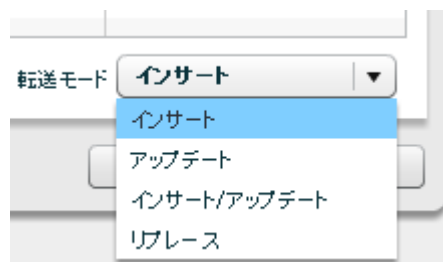 転送モード インサート
インサート
アップデート
インサート/アップデート
リプレース